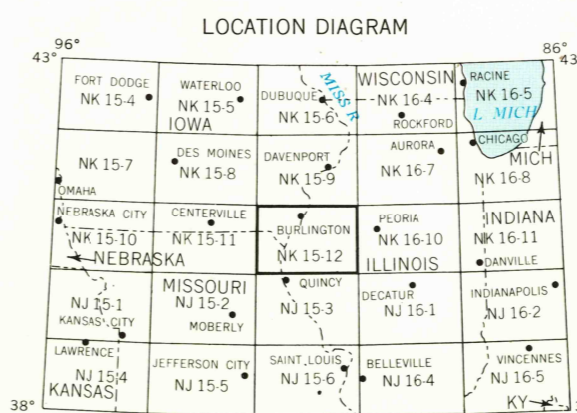 LOCATION DIAGRAM
96° 86°
43° 43
FORT DODGE WATERLOO DUBUQUE MISS R WISCONSIN RACINE
NK 15-4 NK 15-5 NK 15-6 NK 16-4 NK 16-5
IOWA ROCKFORD L MICH
NK 15-7 DES MOINES DAVENPORT AURORA CHICAGO MICH
OMAHA NK 15-8 NK 15-9 NK 16-7 NK 16-8
NEBRASKA CITY CENTERVILLE BURLINGTON PEORIA INDIANA
NK 15-10 NK 15-11 NK 15-12 NK 16-10 NK 16-11
NEBRASKA ILLINOIS DANVILLE
NJ 15-1 MISSOURI QUINCY DECATUR INDIANAPOLIS
KANSAS CITY NJ 15-2 NJ 15-3 NJ 16-1 NJ 16-2
MOBERLY
LAWRENCE JEFFERSON CITY SAINT LOUIS BELLEVILLE VINCENNES
NJ 15-4 NJ 15-5 NJ 15-6 NJ 16-4 NJ 16-5
KANSAS KY
38°